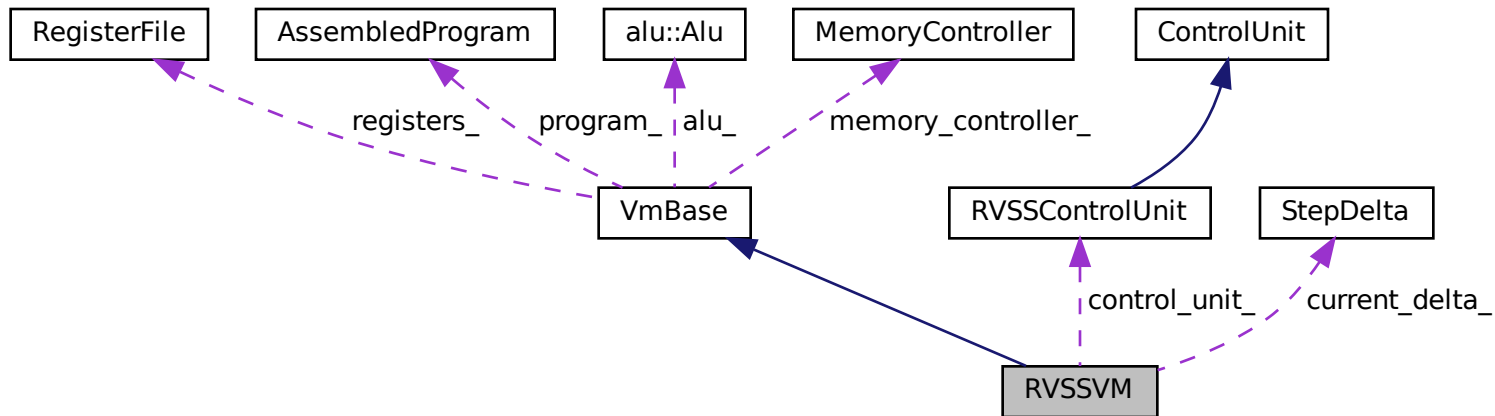 RegisterFile AssembledProgram alu::Alu MemoryController ControlUnit
registers_ program_ alu_ memory_controller_
VmBase RVSSControlUnit StepDelta
control_unit_ current_delta_
RVSSVM